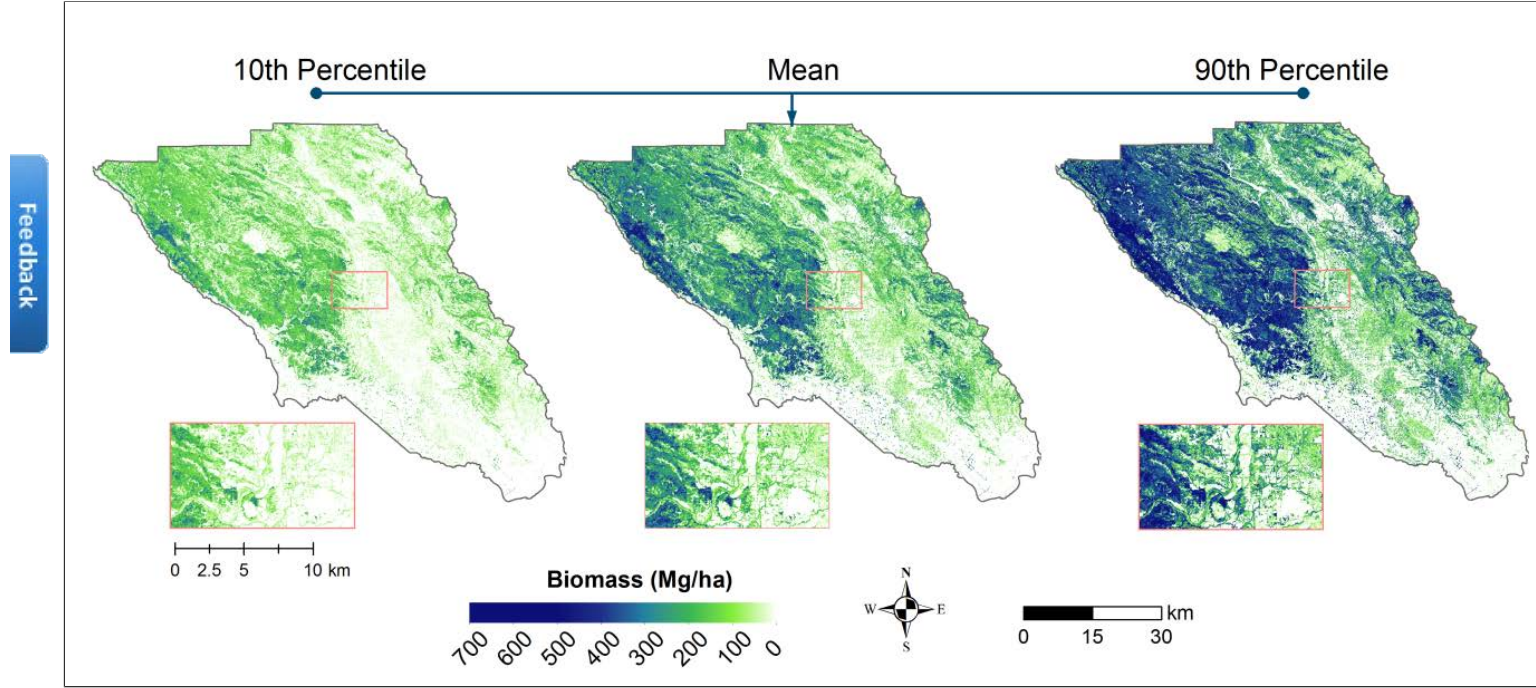 Feedback
10th Percentile
Mean
90th Percentile
0 2.5 5 10 km
Biomass (Mg/ha)
700 600 500 400 300 200 100 0
N
W E
S
km
0 15 30